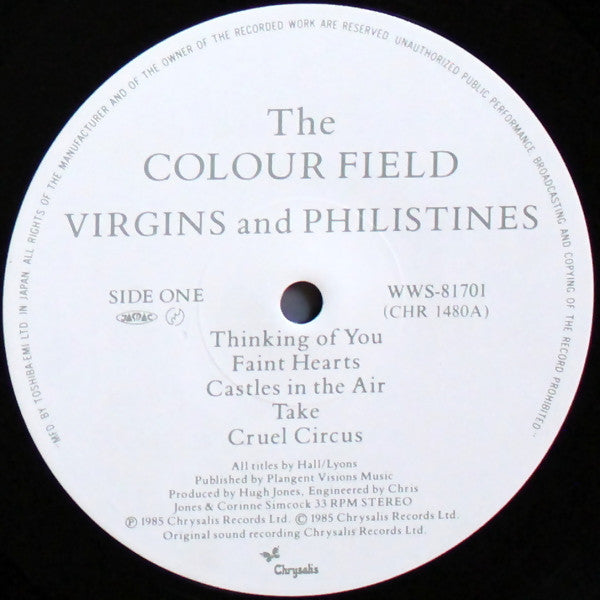 "MFD BY TOSHIBA-EMI LTD. IN JAPAN. ALL RIGHTS OF THE MANUFACTURER AND OF THE OWNER OF THE RECORDED WORK ARE RESERVED. UNAUTHORIZED PUBLIC PERFORMANCE, BROADCASTING AND COPYING OF THE RECORD PROHIBITED"
The
COLOUR FIELD
VIRGINS and PHILISTINES
SIDE ONE
WWS-81701
JASRAC
(CHR 1480A)
Thinking of You
Faint Hearts
Castles in the Air
Take
Cruel Circus
All titles by Hall/Lyons
Published by Plangent Visions Music
Produced by Hugh Jones, Engineered by Chris
Jones & Corinne Simcock 33 RPM STEREO
℗ 1985 Chrysalis Records Ltd. © 1985 Chrysalis Records Ltd.
Original sound recording Chrysalis Records Ltd.
Chrysalis